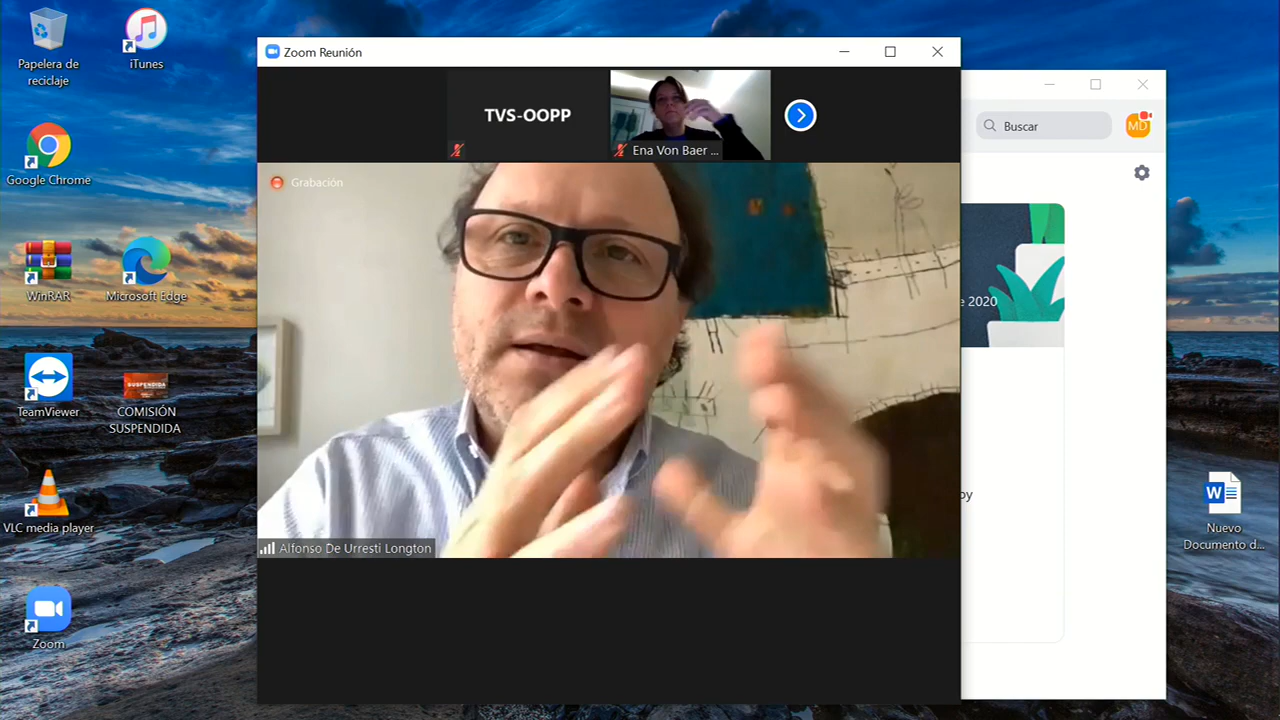 Papelera de
reciclaje
iTunes
Google Chrome
WinRAR
Microsoft Edge
TeamViewer
SUSPENDIDA
COMISIÓN
SUSPENDIDA
VLC media player
Zoom
Zoom Reunión
TVS-OOPP
Ena Von Baer ...
Grabación
Alfonso De Urresti Longton
Buscar
MD
e 2020
oy
W
Nuevo
Documento d...